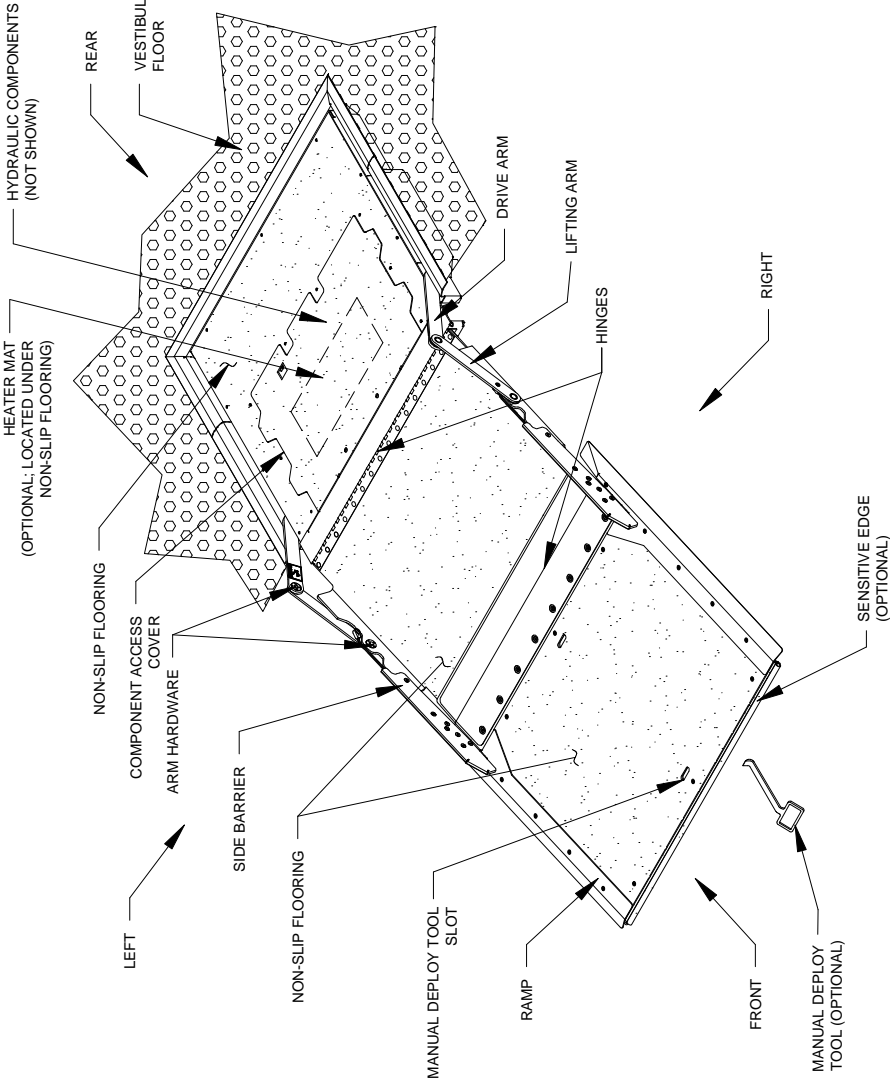 HEATER MAT
(OPTIONAL; LOCATED UNDER
NON-SLIP FLOORING)
HYDRAULIC COMPONENTS
(NOT SHOWN)
REAR
VESTIBUL
FLOOR
NON-SLIP FLOORING
COMPONENT ACCESS
COVER
ARM HARDWARE
LEFT
SIDE BARRIER
NON-SLIP FLOORING
MANUAL DEPLOY TOOL
SLOT
RAMP
FRONT
MANUAL DEPLOY
TOOL (OPTIONAL)
DRIVE ARM
LIFTING ARM
HINGES
RIGHT
SENSITIVE EDGE
(OPTIONAL)